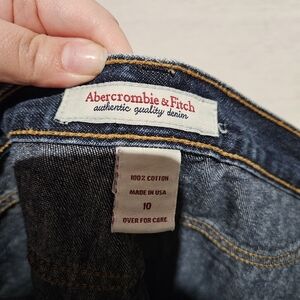 Abercrombie & Fitch
authentic quality denim
100% COTTON
MADE IN USA
10
OVER FOR CARE